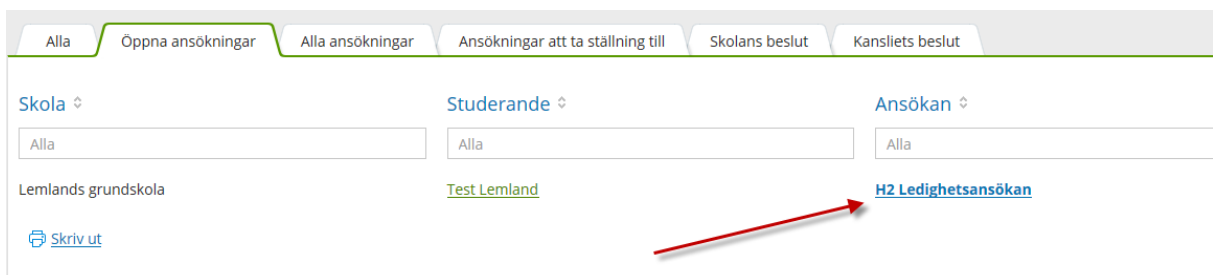 Alla Öppna ansökningar Alla ansökningar Ansökningar att ta ställning till Skolans beslut Kansliets beslut
Skola Studerande Ansökan
Alla Alla Alla
Lemlands grundskola Test Lemland H2 Ledighetsansökan
Skriv ut